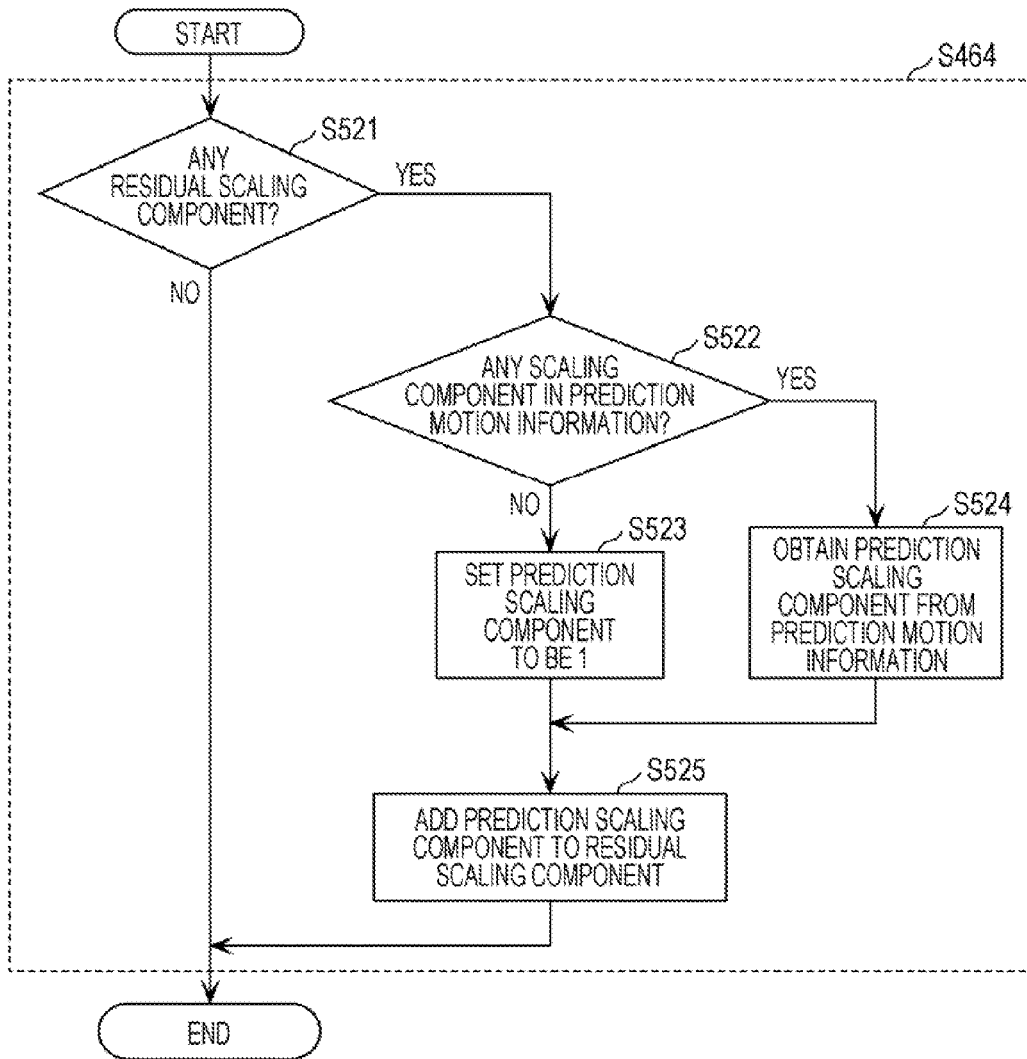 START
S464
S521
ANY
RESIDUAL SCALING
COMPONENT?
YES
NO
S522
ANY SCALING
COMPONENT IN PREDICTION
MOTION INFORMATION?
YES
NO
S523
SET PREDICTION
SCALING
COMPONENT
TO BE 1
S524
OBTAIN PREDICTION
SCALING
COMPONENT FROM
PREDICTION MOTION
INFORMATION
S525
ADD PREDICTION SCALING
COMPONENT TO RESIDUAL
SCALING COMPONENT
END